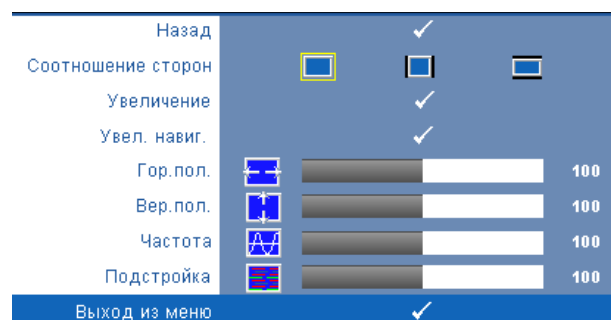 Назад
Соотношение сторон
Увеличение
Увел. навиг.
Гор.пол. 100
Вер.пол. 100
Частота 100
Подстройка 100
Выход из меню